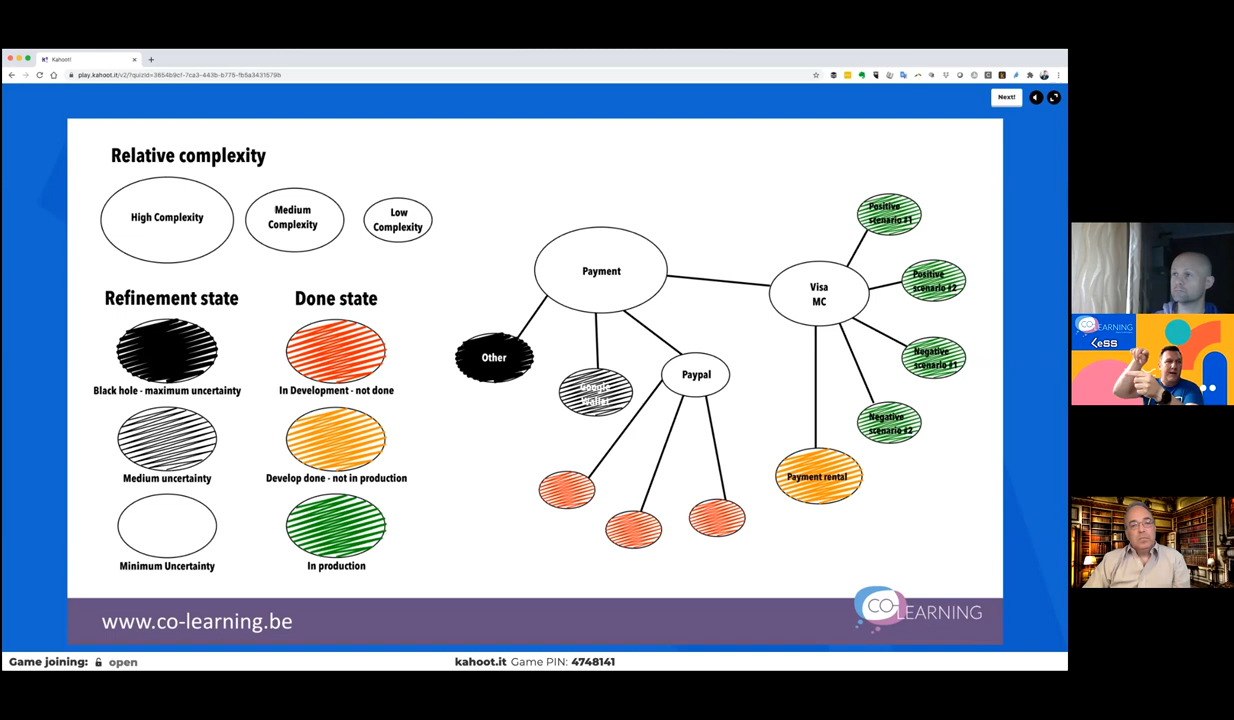 Kahoot!
play.kahoot.it/v2/?quizId=3654b9cf-7ca3-443b-b775-fb5a3431579b
Next!
Relative complexity
High Complexity
Medium
Complexity
Low
Complexity
Refinement state
Done state
Black hole - maximum uncertainty
In Development - not done
Medium uncertainty
Develop done - not in production
Minimum Uncertainty
In production
Payment
Other
Google
Wallet
Paypal
Visa
MC
Positive
scenario #1
Positive
scenario #2
Negative
scenario #1
Negative
scenario #2
Payment rental
www.co-learning.be
CO LEARNING
Game joining: open
kahoot.it Game PIN: 4748141
CO LEARNING